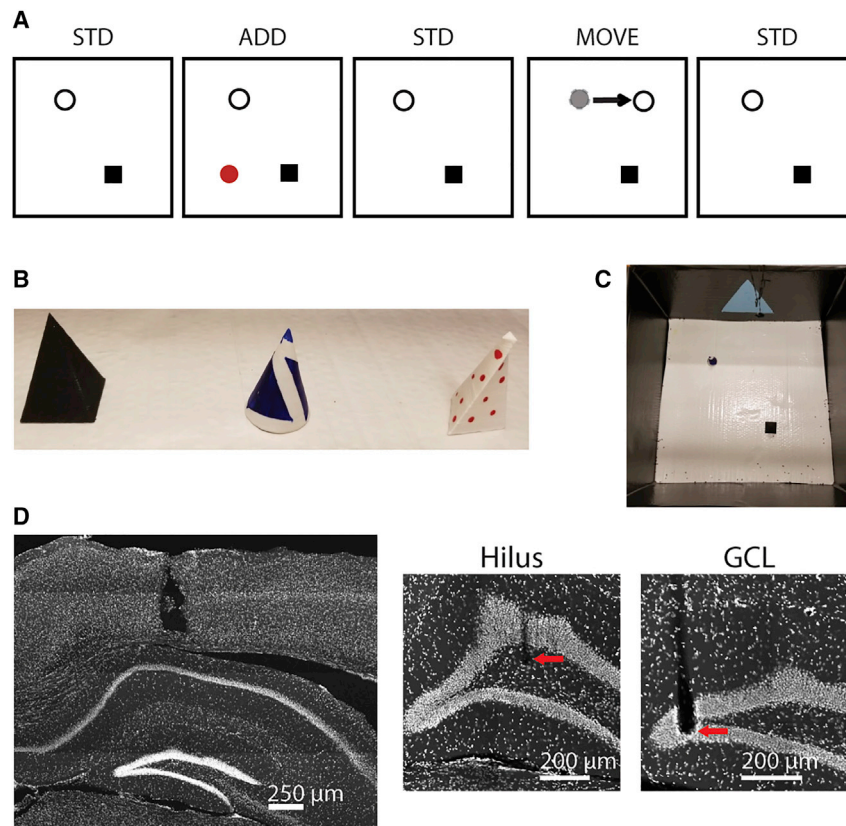 A
STD ADD STD MOVE STD
B
C
D
Hilus GCL
250 µm
200 µm 200 µm